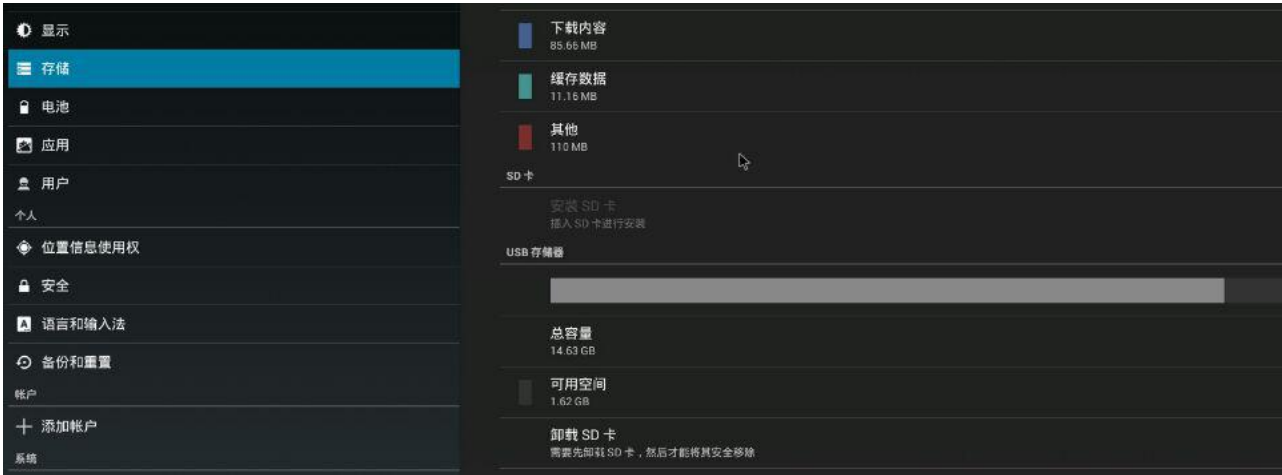 显示
存储
电池
应用
用户
个人
位置信息使用权
安全
语言和输入法
备份和重置
帐户
添加帐户
系统
下载内容
85.66 MB
缓存数据
11.16 MB
其他
110 MB
SD 卡
安装 SD 卡
插入 SD 卡进行安装
USB 存储器
总容量
14.63 GB
可用空间
1.62 GB
卸载 SD 卡
需要先卸载 SD 卡，然后才能将其安全移除